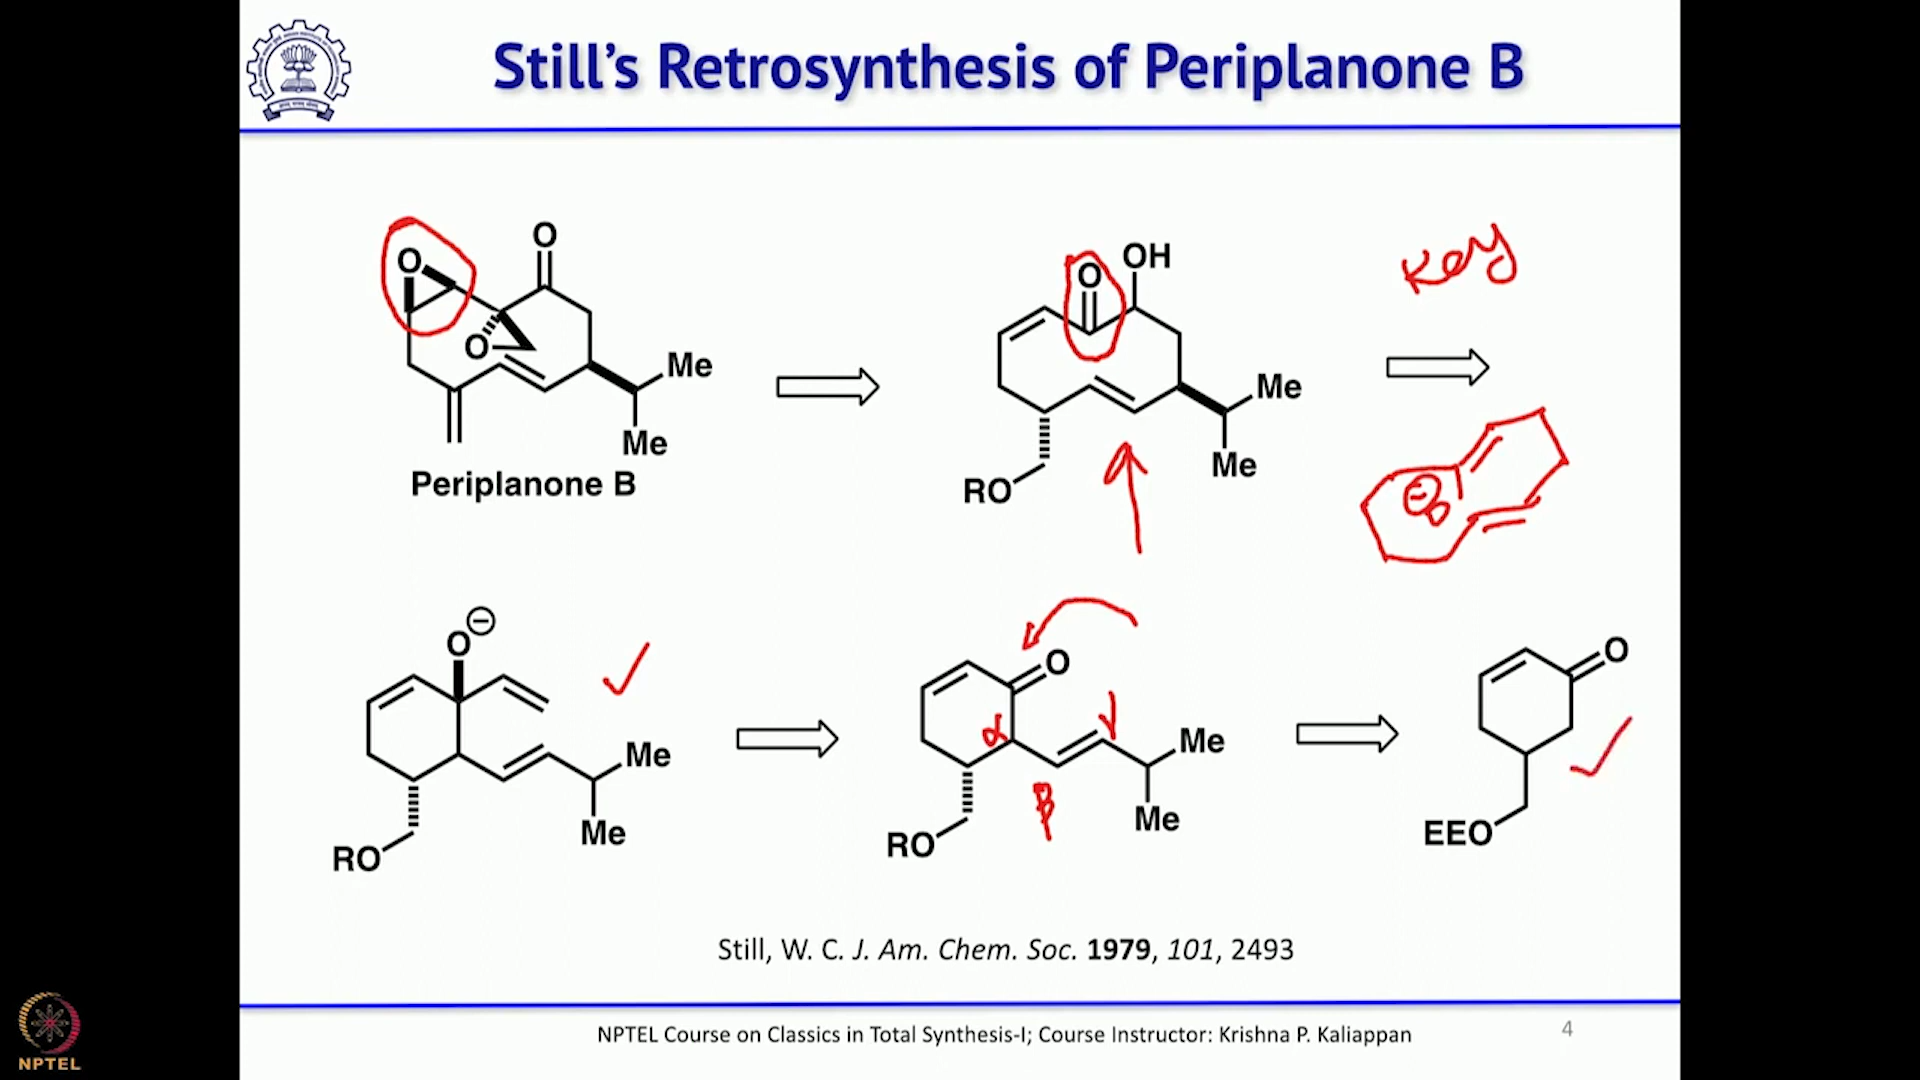 Still's Retrosynthesis of Periplanone B
O
O
O
Me
Me
Periplanone B
O
OH
Me
Me
RO
Key
⊖
O
O
⊖
Me
Me
RO
O
α
β
γ
Me
Me
RO
O
EEO
Still, W. C. J. Am. Chem. Soc. 1979, 101, 2493
NPTEL Course on Classics in Total Synthesis-I; Course Instructor: Krishna P. Kaliappan
4
NPTEL